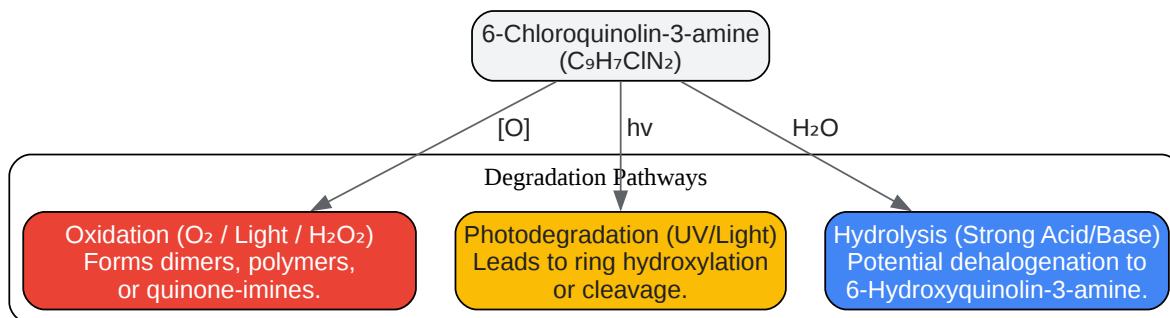 6-Chloroquinolin-3-amine
(C₉H₇ClN₂)
[O]
hv
H₂O
Degradation Pathways
Oxidation (O₂ / Light / H₂O₂)
Forms dimers, polymers,
or quinone-imines.
Photodegradation (UV/Light)
Leads to ring hydroxylation
or cleavage.
Hydrolysis (Strong Acid/Base)
Potential dehalogenation to
6-Hydroxyquinolin-3-amine.